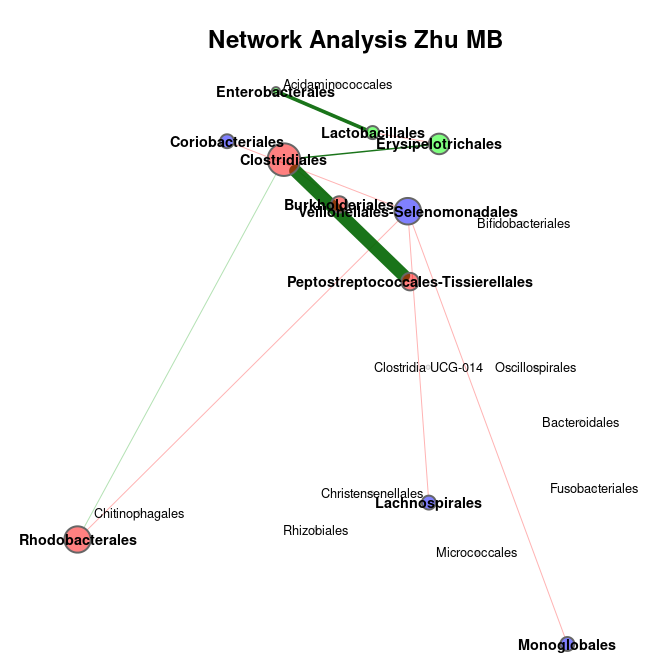 Network Analysis Zhu MB
Acidaminococcales
Enterobacterales
Lactobacillales
Coriobacteriales
Erysipelotrichales
Clostridiales
Burkholderiales
Veillonellales-Selenomonadales
Bifidobacteriales
Peptostreptococcales-Tissierellales
Clostridia UCG-014
Oscillospirales
Bacteroidales
Fusobacteriales
Christensenellales
Lachnospirales
Chitinophagales
Rhizobiales
Rhodobacterales
Micrococcales
Monoglobales